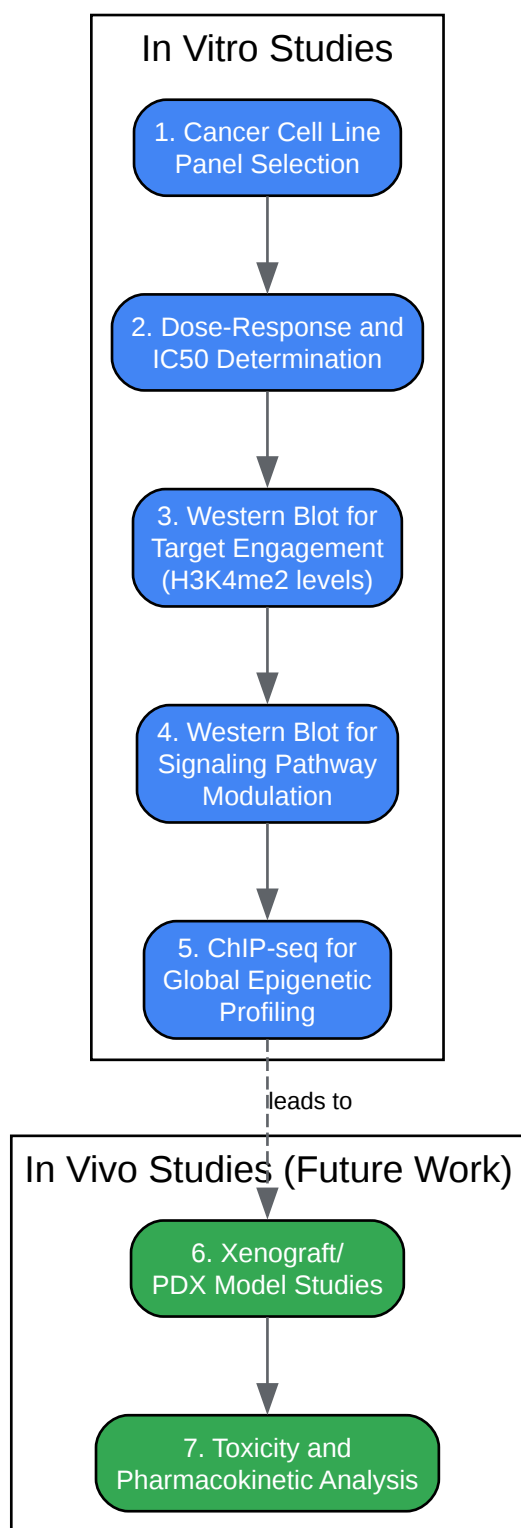 In Vitro Studies
1. Cancer Cell Line
Panel Selection
2. Dose-Response and
IC50 Determination
3. Western Blot for
Target Engagement
(H3K4me2 levels)
4. Western Blot for
Signaling Pathway
Modulation
5. ChIP-seq for
Global Epigenetic
Profiling
leads to
In Vivo Studies (Future Work)
6. Xenograft/
PDX Model Studies
7. Toxicity and
Pharmacokinetic Analysis